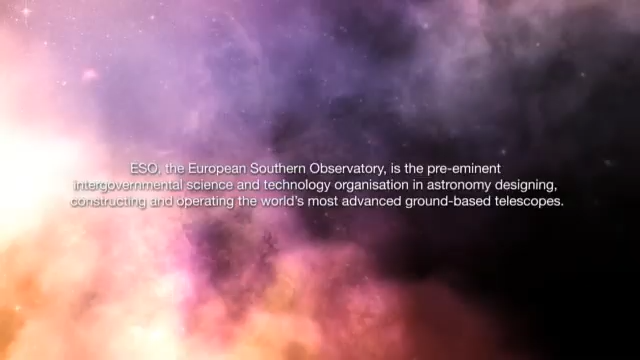 ESO, the European Southern Observatory, is the pre-eminent
intergovernmental science and technology organisation in astronomy designing,
constructing and operating the world's most advanced ground-based telescopes.